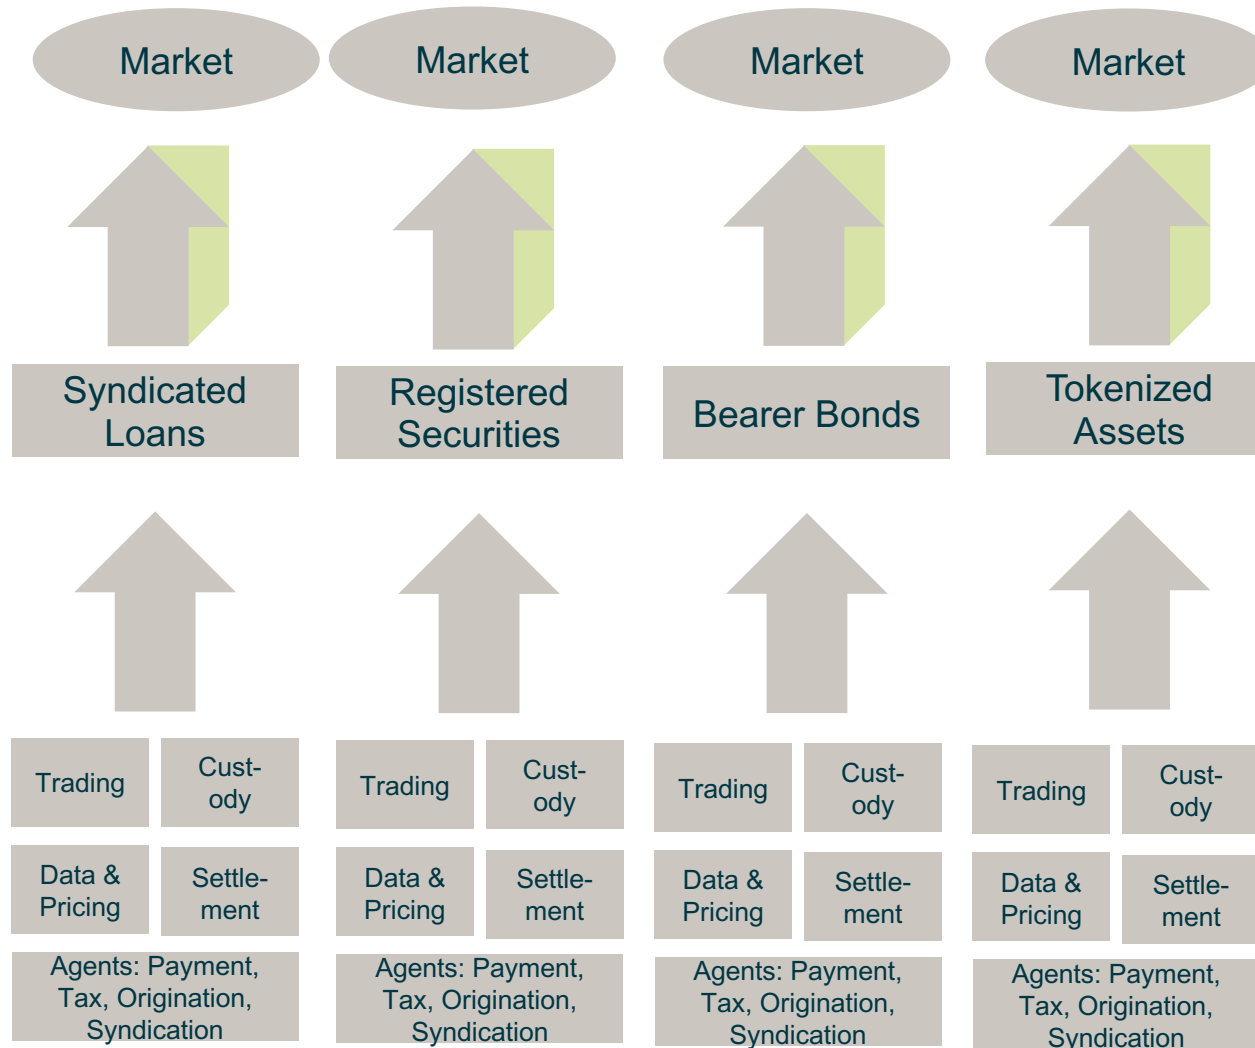 Market
Market
Market
Market
Syndicated
Loans
Registered
Securities
Bearer Bonds
Tokenized
Assets
Trading
Cust-
ody
Trading
Cust-
ody
Trading
Cust-
ody
Trading
Cust-
ody
Data &
Pricing
Settle-
ment
Data &
Pricing
Settle-
ment
Data &
Pricing
Settle-
ment
Data &
Pricing
Settle-
ment
Agents: Payment,
Tax, Origination,
Syndication
Agents: Payment,
Tax, Origination,
Syndication
Agents: Payment,
Tax, Origination,
Syndication
Agents: Payment,
Tax, Origination,
Syndication